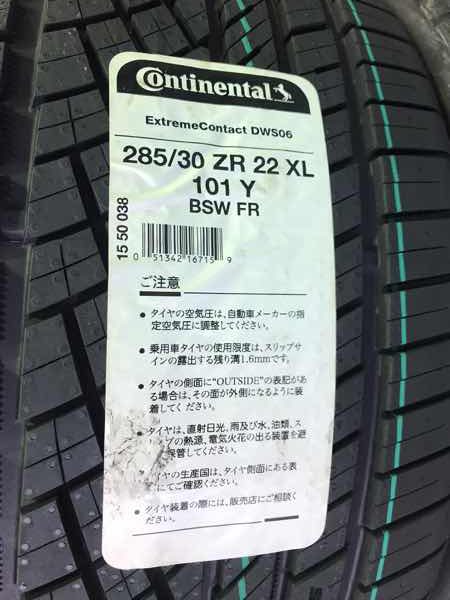 Continental
ExtremeContact DWS06
285/30 ZR 22 XL
101 Y
BSW FR
15 50 038
0 51342 16715 9
ご注意
● タイヤの空気圧は、自動車メーカーの指
定空気圧に調整してください。
● 乗用車タイヤの使用限度は、スリップサ
インの露出する残り溝1.6mmです。
● タイヤの側面に"OUTSIDE"の表記があ
る場合は、その面が外側になるように装
着してください。
タイヤは、直射日光、雨及び水、油類、ス
の熱源、電気火花の出る装置を避
保管してください。
タイヤの生産国は、タイヤ側面にある表
にてご確認ください。
タイヤ装着の際には、販売店にご相談く
ださい。